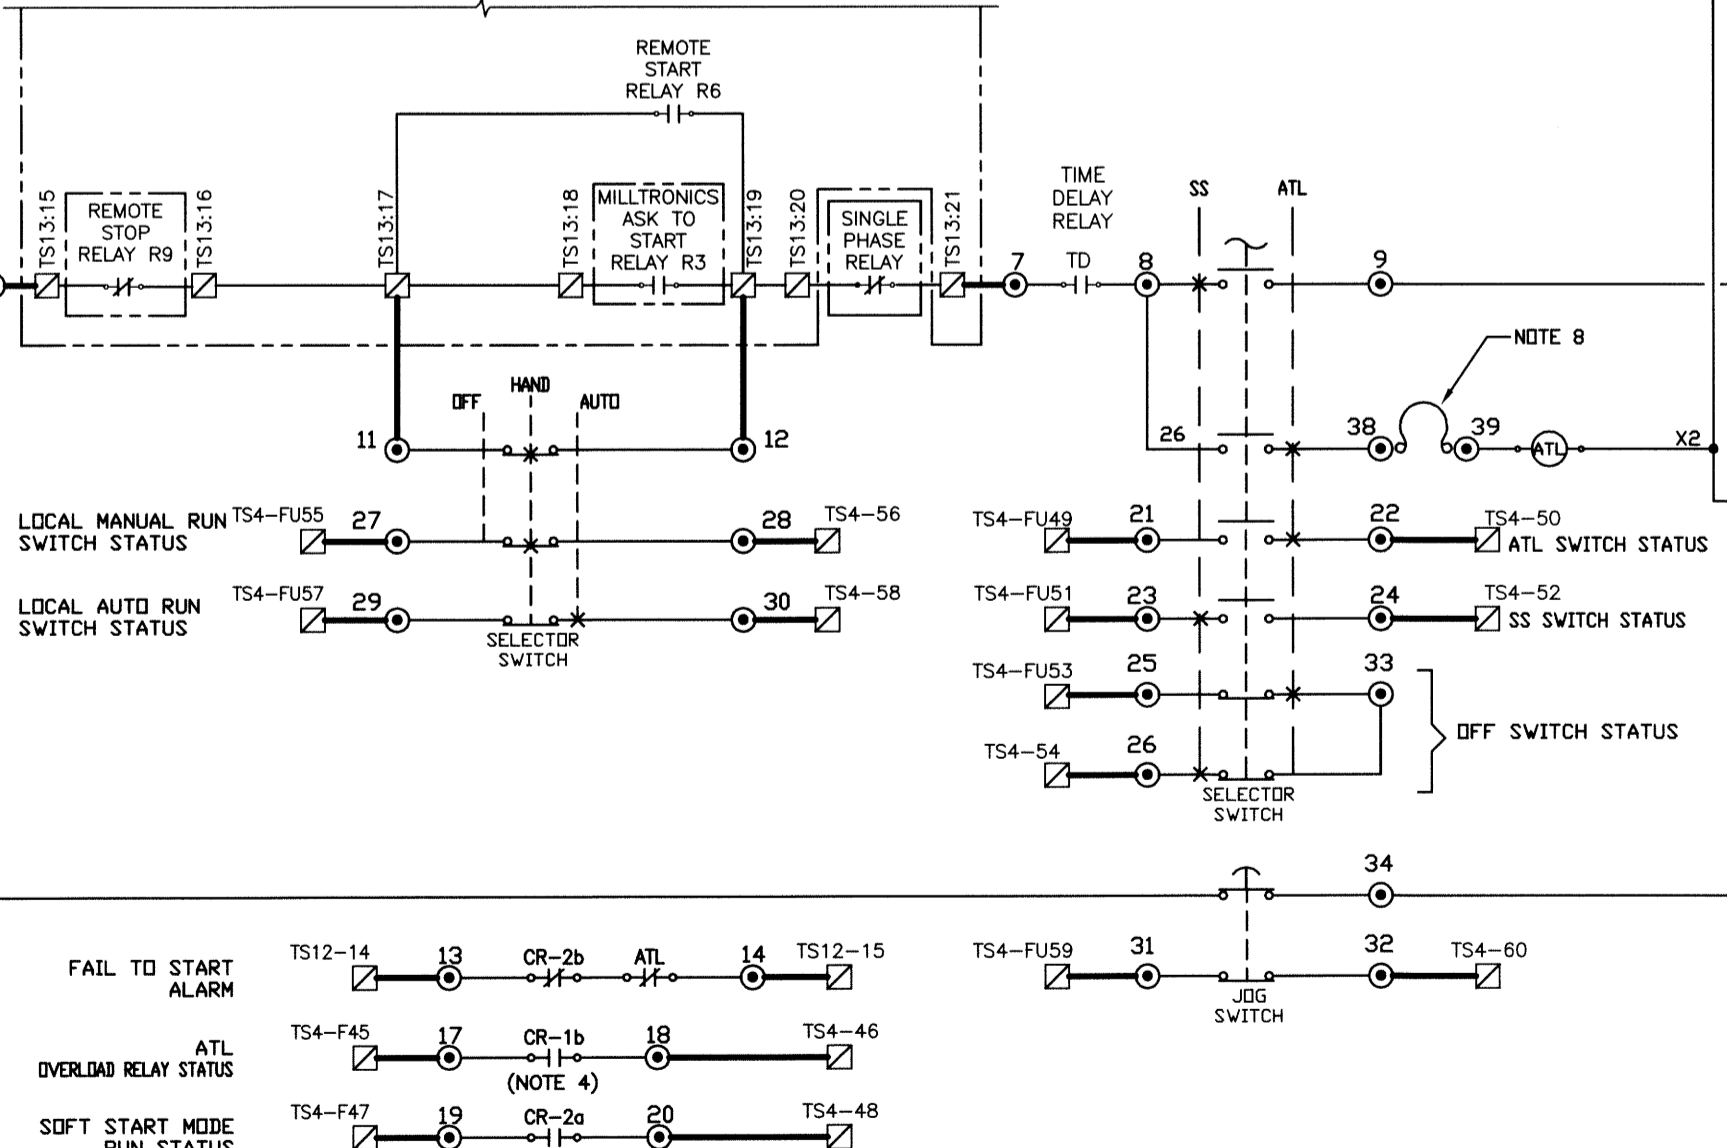 REMOTE
START
RELAY R6
TS13:15
REMOTE
STOP
RELAY R9
TS13:16
TS13:17
TS13:18
MILLTRONICS
ASK TO
START
RELAY R3
TS13:19
TS13:20
SINGLE
PHASE
RELAY
TS13:21
7
TIME
DELAY
RELAY
TD
8
SS
ATL
9
NOTE 8
OFF
HAND
AUTO
11
12
26
38
39
ATL
X2
LOCAL MANUAL RUN
SWITCH STATUS
TS4-FU55
27
28
TS4-56
TS4-FU49
21
22
TS4-50
ATL SWITCH STATUS
LOCAL AUTO RUN
SWITCH STATUS
TS4-FU57
29
SELECTOR
SWITCH
30
TS4-58
TS4-FU51
23
24
TS4-52
SS SWITCH STATUS
TS4-FU53
25
33
OFF SWITCH STATUS
TS4-54
26
SELECTOR
SWITCH
34
FAIL TO START
ALARM
TS12-14
13
CR-2b
ATL
14
TS12-15
TS4-FU59
31
32
TS4-60
JOG
SWITCH
ATL
OVERLOAD RELAY STATUS
TS4-F45
17
CR-1b
(NOTE 4)
18
TS4-46
SOFT START MODE
RUN STATUS
TS4-F47
19
CR-2a
20
TS4-48